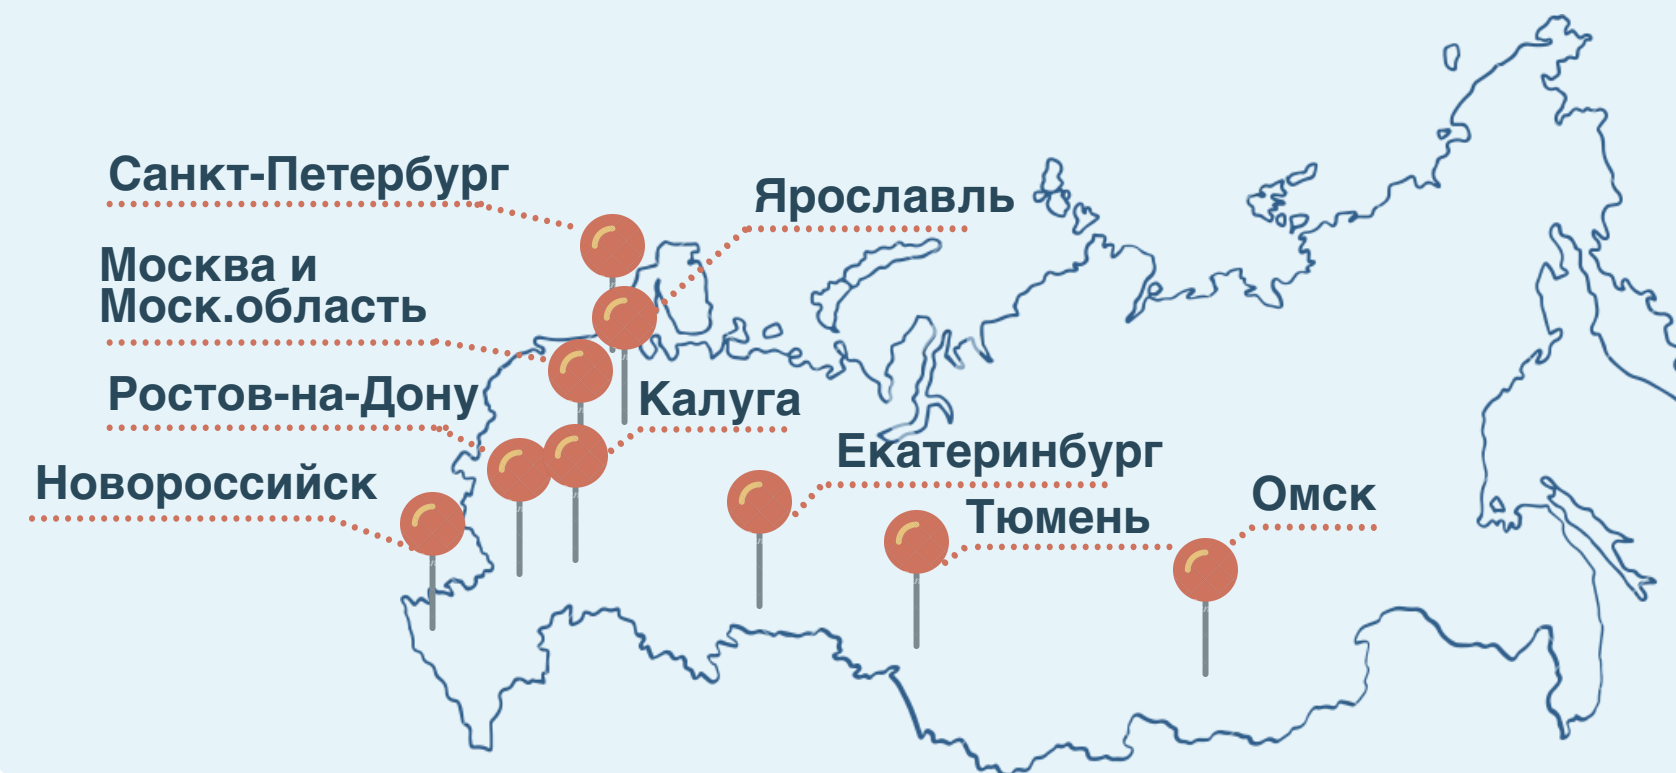 Санкт-Петербург
Ярославль
Москва и
Моск.область
Ростов-на-Дону
Калуга
Екатеринбург
Новороссийск
Омск
Тюмень